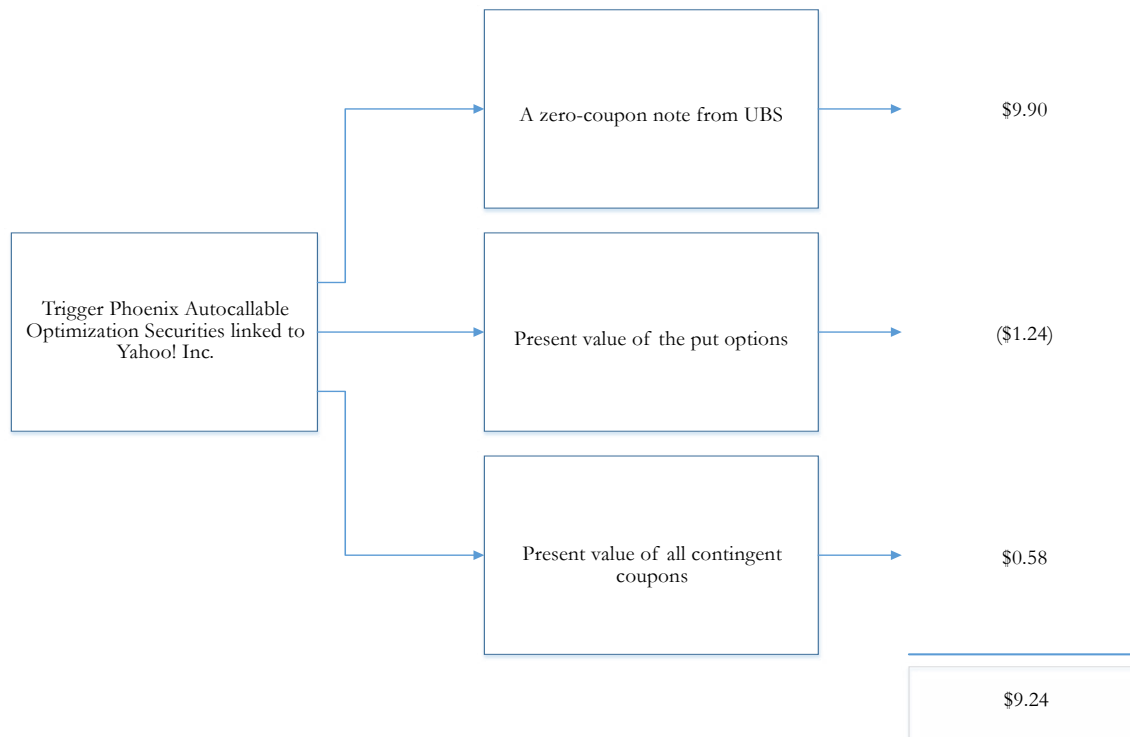 A zero-coupon note from UBS
$9.90
Trigger Phoenix Autocallable
Optimization Securities linked to
Yahoo! Inc.
Present value of the put options
($1.24)
Present value of all contingent
coupons
$0.58
$9.24